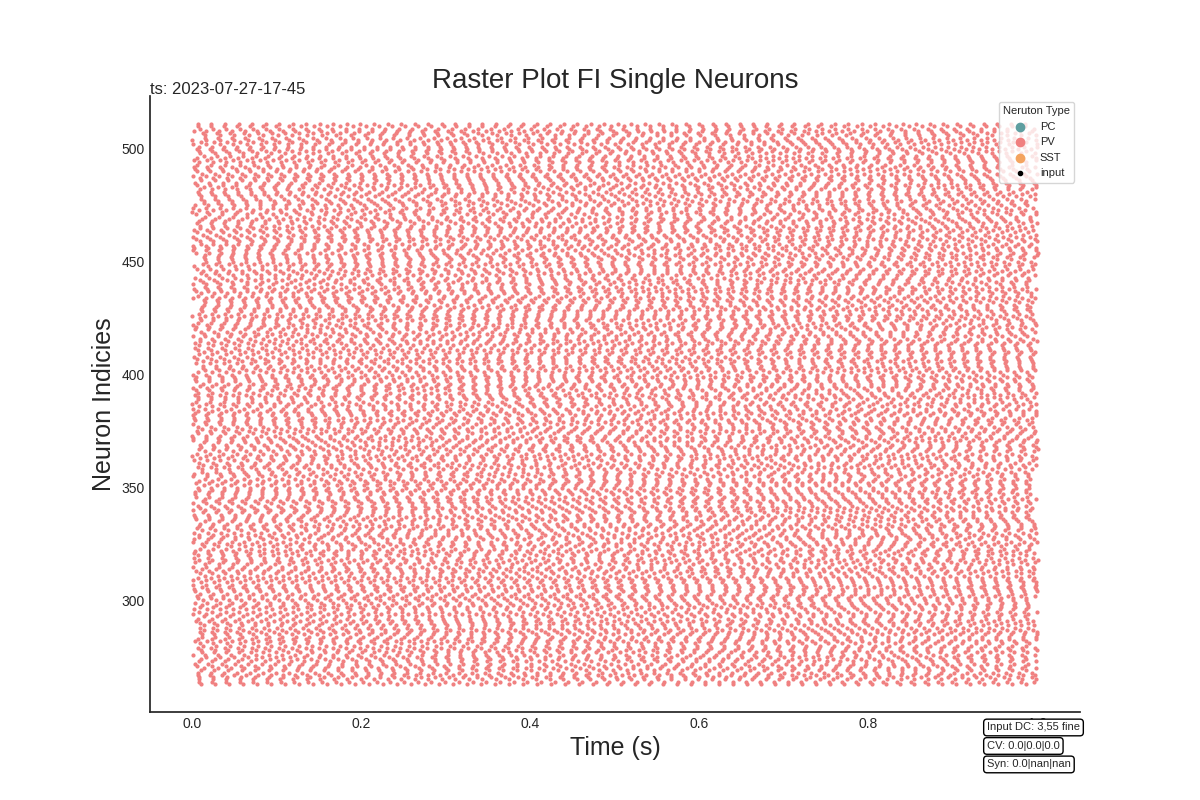 Raster Plot FI Single Neurons
ts: 2023-07-27-17-45
Neruton Type
PC
PV
SST
input
Neuron Indicies
500
450
400
350
300
0.0 0.2 0.4 0.6 0.8
Time (s)
Input DC: 3,55 fine
CV: 0.0|0.0|0.0
Syn: 0.0|nan|nan